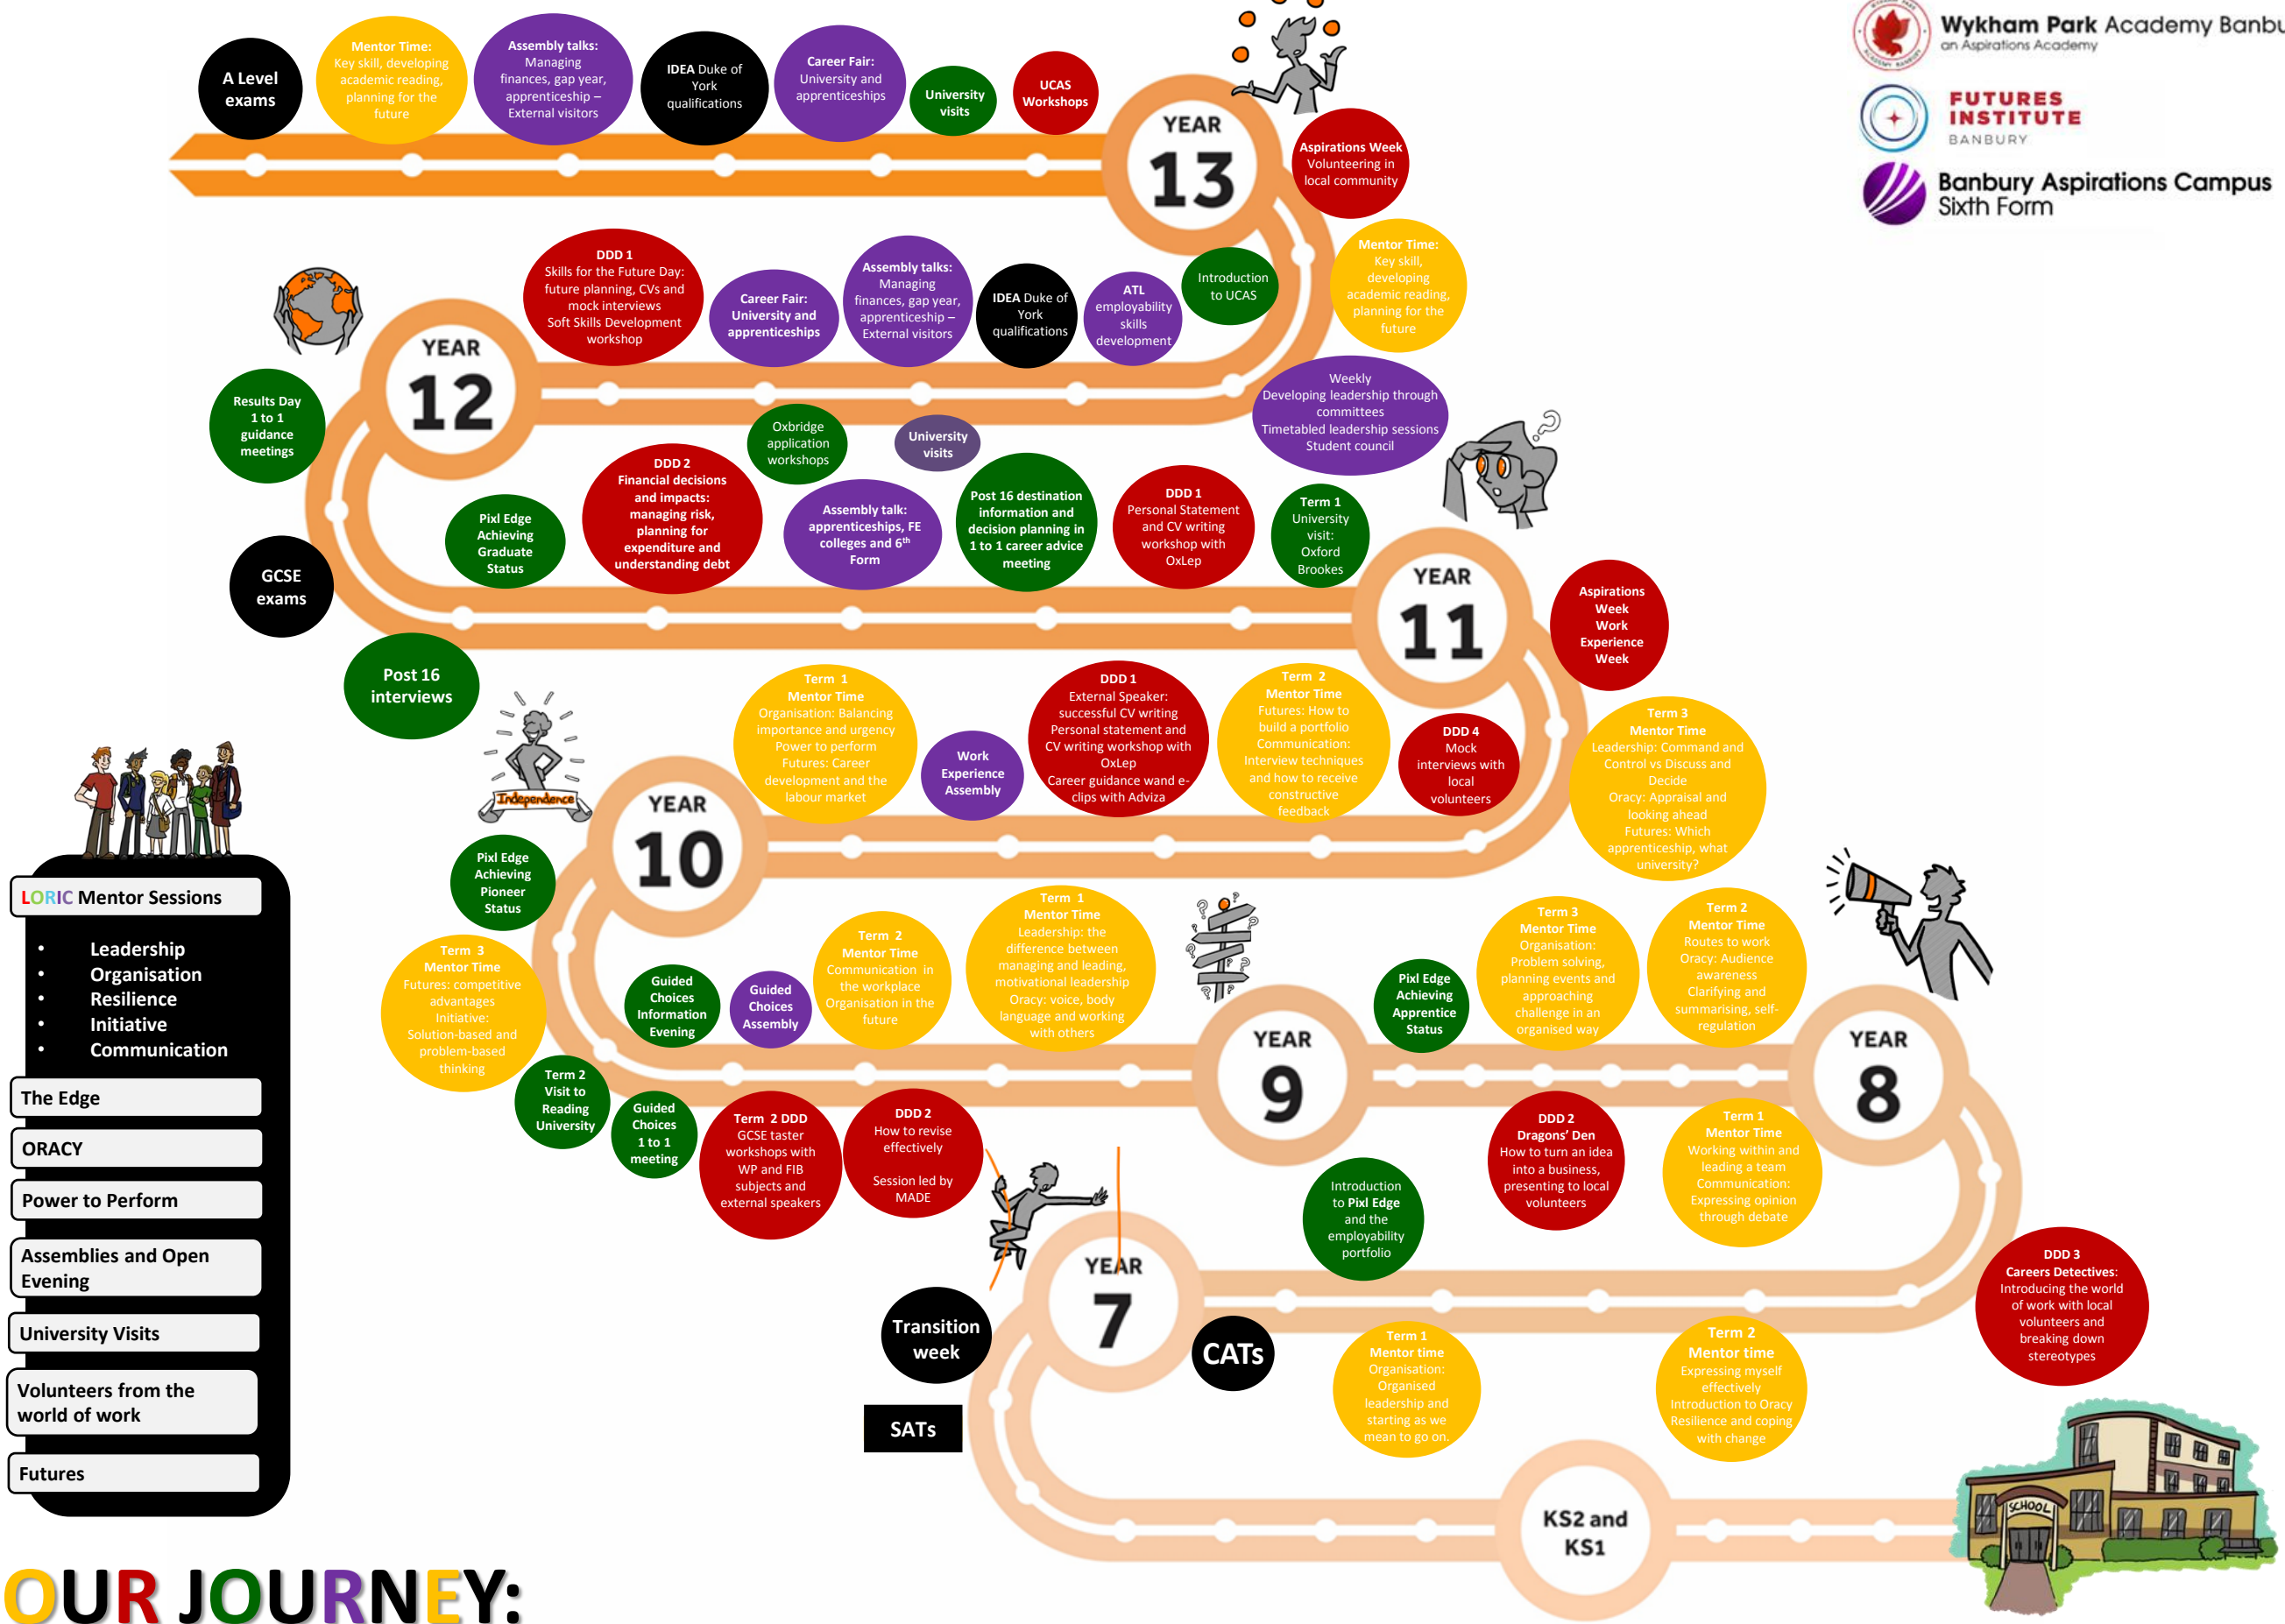 Wykham Park Academy Banbu
an Aspirations Academy
FUTURES
INSTITUTE
BANBURY
Banbury Aspirations Campus
Sixth Form
A Level
exams
Mentor Time:
Key skill, developing
academic reading,
planning for the
future
Assembly talks:
Managing
finances, gap year,
apprenticeship –
External visitors
IDEA Duke of
York
qualifications
Career Fair:
University and
apprenticeships
University
visits
UCAS
Workshops
YEAR
13
Aspirations Week
Volunteering in
local community
Mentor Time:
Key skill,
developing
academic reading,
planning for the
future
DDD 1
Skills for the Future Day:
future planning, CVs and
mock interviews
Soft Skills Development
workshop
Career Fair:
University and
apprenticeships
Assembly talks:
Managing
finances, gap year,
apprenticeship –
External visitors
IDEA Duke of
York
qualifications
ATL
employability
skills
development
Introduction
to UCAS
YEAR
12
Weekly
Developing leadership through
committees
Timetabled leadership sessions
Student council
Results Day
1 to 1
guidance
meetings
Oxbridge
application
workshops
University
visits
GCSE
exams
Pixl Edge
Achieving
Graduate
Status
DDD 2
Financial decisions
and impacts:
managing risk,
planning for
expenditure and
understanding debt
Assembly talk:
apprenticeships, FE
colleges and 6th
Form
Post 16 destination
information and
decision planning in
1 to 1 career advice
meeting
DDD 1
Personal Statement
and CV writing
workshop with
OxLep
Term 1
University
visit:
Oxford
Brookes
YEAR
11
Aspirations
Week
Work
Experience
Week
Post 16
interviews
Independence
Term 1
Mentor Time
Organisation: Balancing
importance and urgency
Power to perform
Futures: Career
development and the
labour market
Work
Experience
Assembly
DDD 1
External Speaker:
successful CV writing
Personal statement and
CV writing workshop with
OxLep
Career guidance wand e-
clips with Adviza
Term 2
Mentor Time
Futures: How to
build a portfolio
Communication:
Interview techniques
and how to receive
constructive
feedback
DDD 4
Mock
interviews with
local
volunteers
Term 3
Mentor Time
Leadership: Command and
Control vs Discuss and
Decide
Oracy: Appraisal and
looking ahead
Futures: Which
apprenticeship, what
university?
YEAR
10
Pixl Edge
Achieving
Pioneer
Status
Term 3
Mentor Time
Futures: competitive
advantages
Initiative:
Solution-based and
problem-based
thinking
Guided
Choices
Information
Evening
Guided
Choices
Assembly
Term 2
Mentor Time
Communication in
the workplace
Organisation in the
future
Term 1
Mentor Time
Leadership: the
difference between
managing and leading,
motivational leadership
Oracy: voice, body
language and working
with others
YEAR
9
Pixl Edge
Achieving
Apprentice
Status
Term 3
Mentor Time
Organisation:
Problem solving,
planning events and
approaching
challenge in an
organised way
Term 2
Mentor Time
Routes to work
Oracy: Audience
awareness
Clarifying and
summarising, self-
regulation
YEAR
8
Term 2
Visit to
Reading
University
Guided
Choices
1 to 1
meeting
Term 2 DDD
GCSE taster
workshops with
WP and FIB
subjects and
external speakers
DDD 2
How to revise
effectively
Session led by
MADE
Introduction
to Pixl Edge
and the
employability
portfolio
DDD 2
Dragons' Den
How to turn an idea
into a business,
presenting to local
volunteers
Term 1
Mentor Time
Working within and
leading a team
Communication:
Expressing opinion
through debate
DDD 3
Careers Detectives:
Introducing the world
of work with local
volunteers and
breaking down
stereotypes
YEAR
7
Transition
week
CATs
Term 1
Mentor time
Organisation:
Organised
leadership and
starting as we
mean to go on.
Term 2
Mentor time
Expressing myself
effectively
Introduction to Oracy
Resilience and coping
with change
SATs
KS2 and
KS1
SCHOOL
LORIC Mentor Sessions
• Leadership
• Organisation
• Resilience
• Initiative
• Communication
The Edge
ORACY
Power to Perform
Assemblies and Open
Evening
University Visits
Volunteers from the
world of work
Futures
OUR JOURNEY: